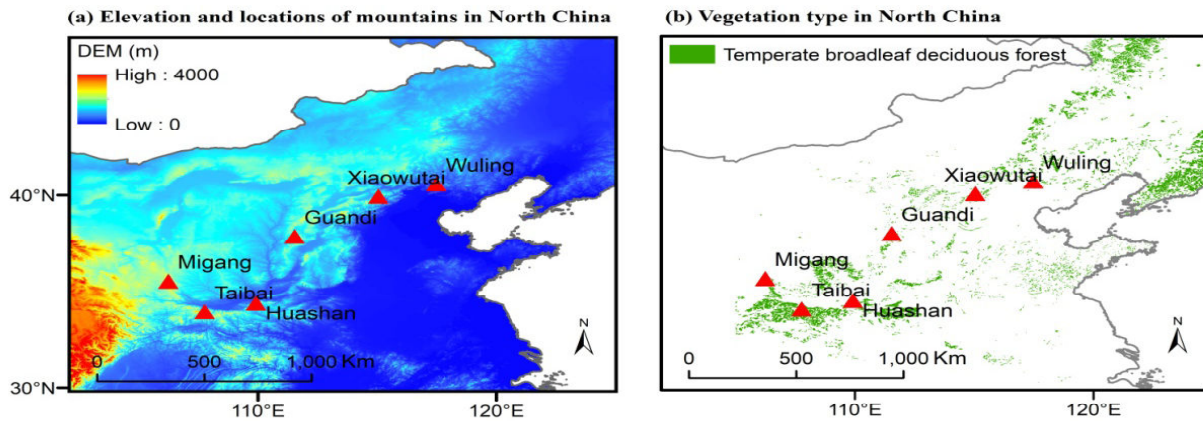 (a) Elevation and locations of mountains in North China
DEM (m)
High : 4000
Low : 0
Wuling
Xiaowutai
40°N
Guandi
Migang
Taibai
Huashan
N
0 500 1,000 Km
30°N
110°E 120°E
(b) Vegetation type in North China
Temperate broadleaf deciduous forest
Wuling
Xiaowutai
Guandi
Migang
Taibai
Huashan
N
0 500 1,000 Km
110°E 120°E